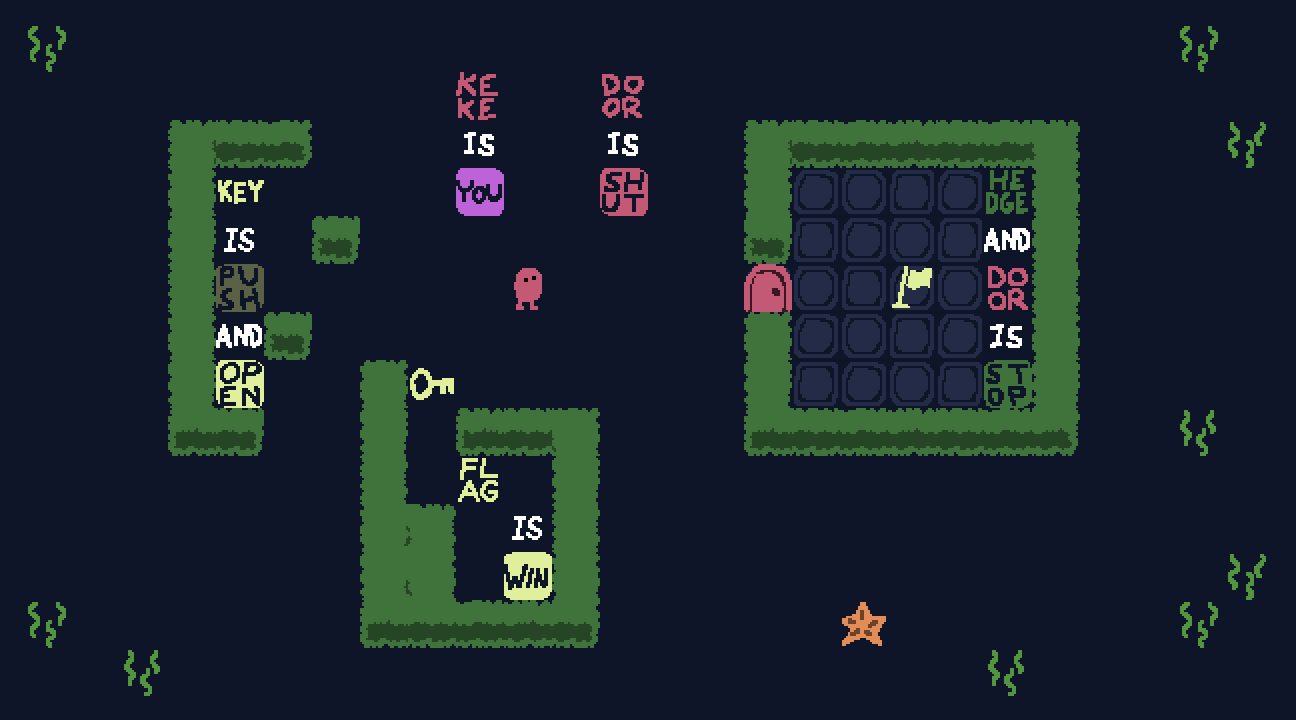 KEKE
IS
YOU
DOOR
IS
SHUT
KEY
IS
PUSH
AND
OPEN
HEDGE
AND
DOOR
IS
STOP
FLAG
IS
WIN